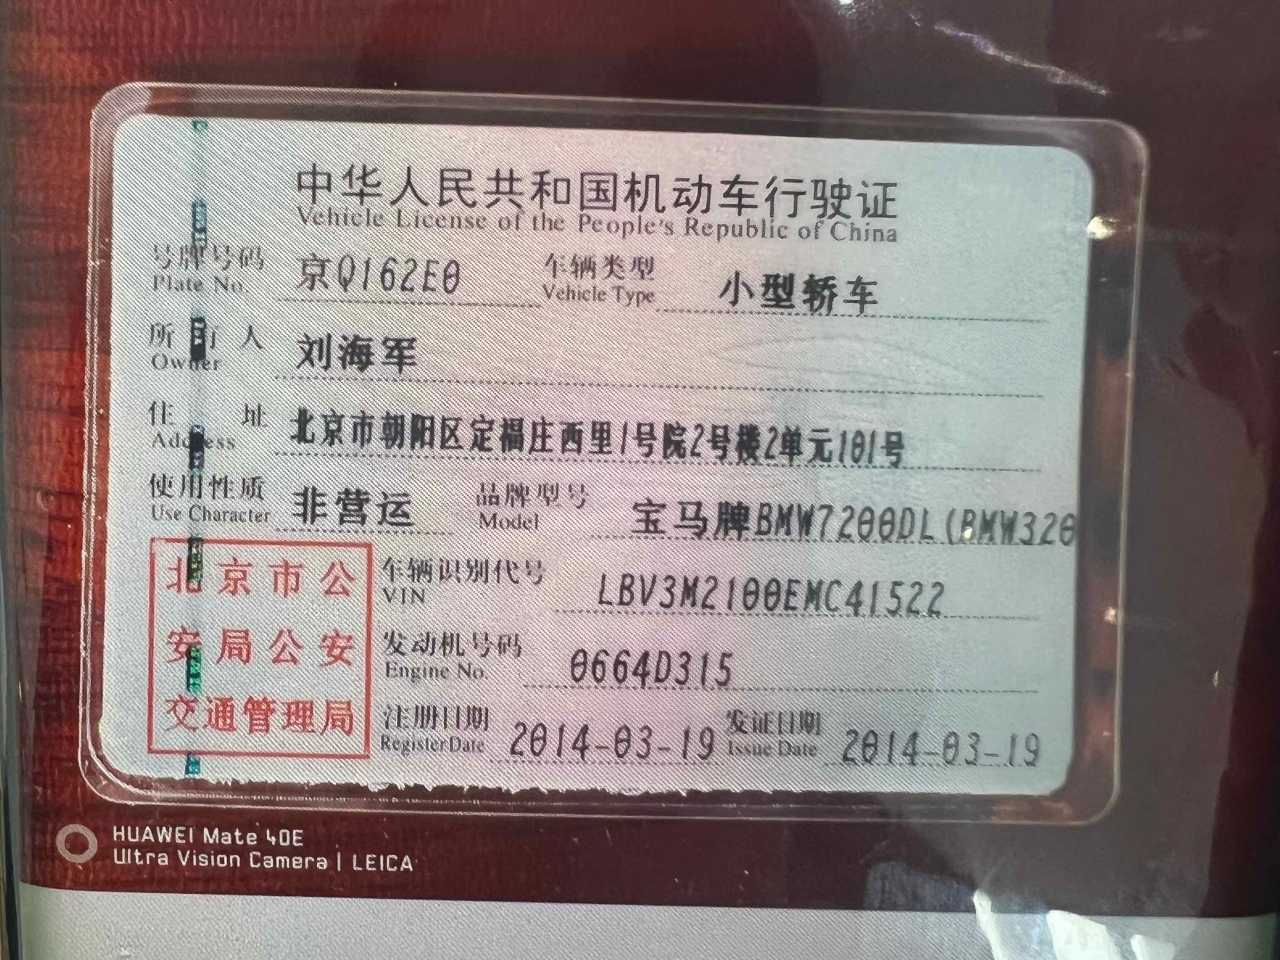 中华人民共和国机动车行驶证
Vehicle License of the People's Republic of China
号牌号码 京Q162E0 车辆类型 小型轿车
Plate No. Vehicle Type
所有人 刘海军
Owner
住址 北京市朝阳区定福庄西里1号院2号楼2单元101号
Address
使用性质 非营运 品牌型号 宝马牌BMW7200DL(BMW320
Use Character Model
北京市公
安局公安
交通管理局
车辆识别代号 LBV3M2100EMC41522
VIN
发动机号码 0664D315
Engine No.
注册日期 2014-03-19 发证日期 2014-03-19
Register Date Issue Date
HUAWEI Mate 40E
Ultra Vision Camera | LEICA